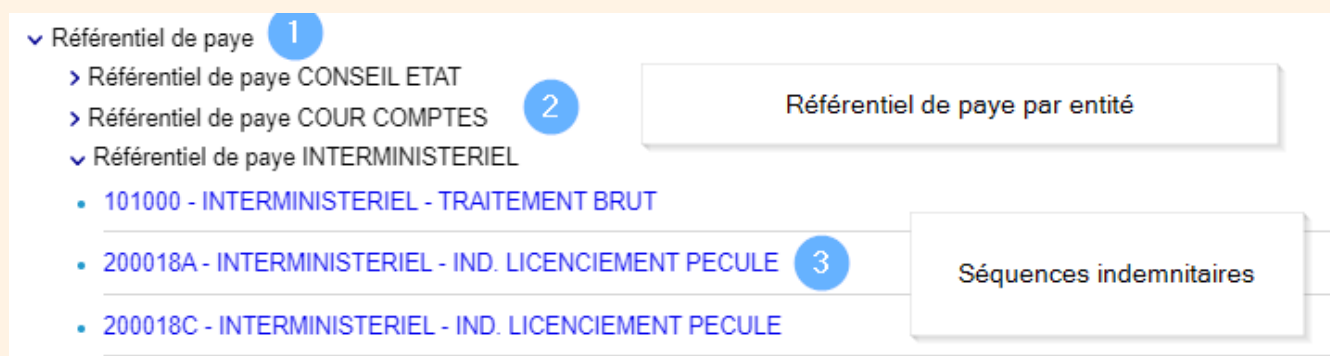 Référentiel de paye 1
Référentiel de paye CONSEIL ETAT
Référentiel de paye COUR COMPTES 2
Référentiel de paye par entité
Référentiel de paye INTERMINISTERIEL
101000 - INTERMINISTERIEL - TRAITEMENT BRUT
200018A - INTERMINISTERIEL - IND. LICENCIEMENT PECULE 3
Séquences indemnitaires
200018C - INTERMINISTERIEL - IND. LICENCIEMENT PECULE